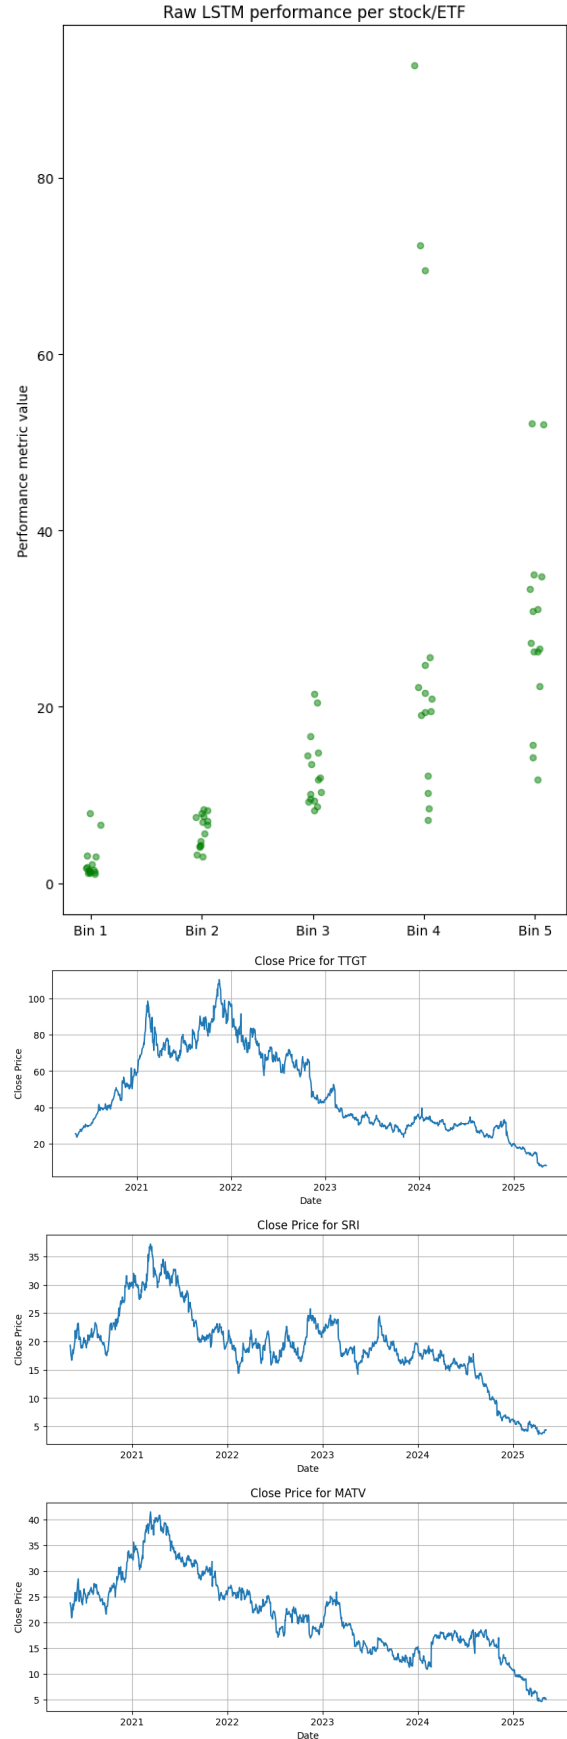 Raw LSTM performance per stock/ETF
Performance metric value
80
60
40
20
0
Bin 1 Bin 2 Bin 3 Bin 4 Bin 5
Close Price for TTGT
Close Price
100
80
60
40
20
2021 2022 2023 2024 2025
Date
Close Price for SRI
Close Price
35
30
25
20
15
10
5
2021 2022 2023 2024 2025
Date
Close Price for MATV
Close Price
40
35
30
25
20
15
10
5
2021 2022 2023 2024 2025
Date